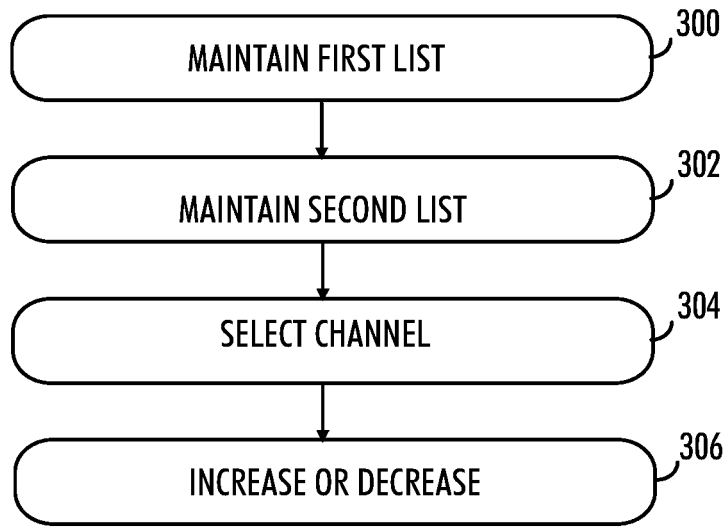 300
MAINTAIN FIRST LIST
302
MAINTAIN SECOND LIST
304
SELECT CHANNEL
306
INCREASE OR DECREASE